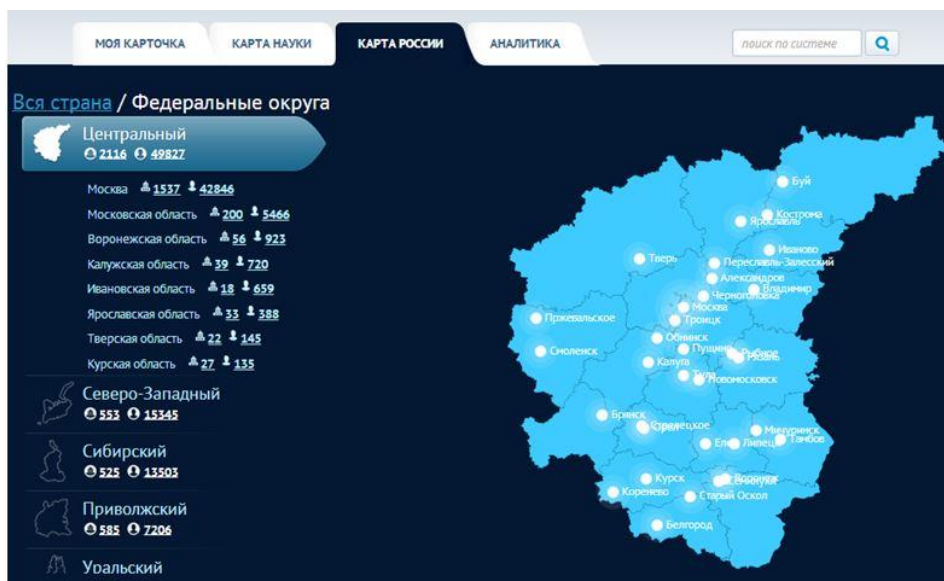 МОЯ КАРТОЧКА
КАРТА НАУКИ
КАРТА РОССИИ
АНАЛИТИКА
поиск по системе
Вся страна / Федеральные округа
Центральный
2116 49827
Москва 1537 42846
Московская область 200 5466
Воронежская область 56 923
Калужская область 39 720
Ивановская область 18 659
Ярославская область 33 388
Тверская область 22 145
Курская область 27 135
Северо-Западный
553 15345
Сибирский
525 13503
Приволжский
585 7206
Уральский
Буй
Кострома
Ярославль
Иваново
Тверь
Переславль-Залесский
Александров
Владимир
Черноголовка
Москва
Пржевальское
Троицк
Обнинск
Пущино
Смоленск
Рязань
Калуга
Тула
Новомосковск
Брянск
Стрелецкое
Мичуринск
Тамбов
Липецк
Курск
Воронеж
Коренево
Старый Оскол
Белгород